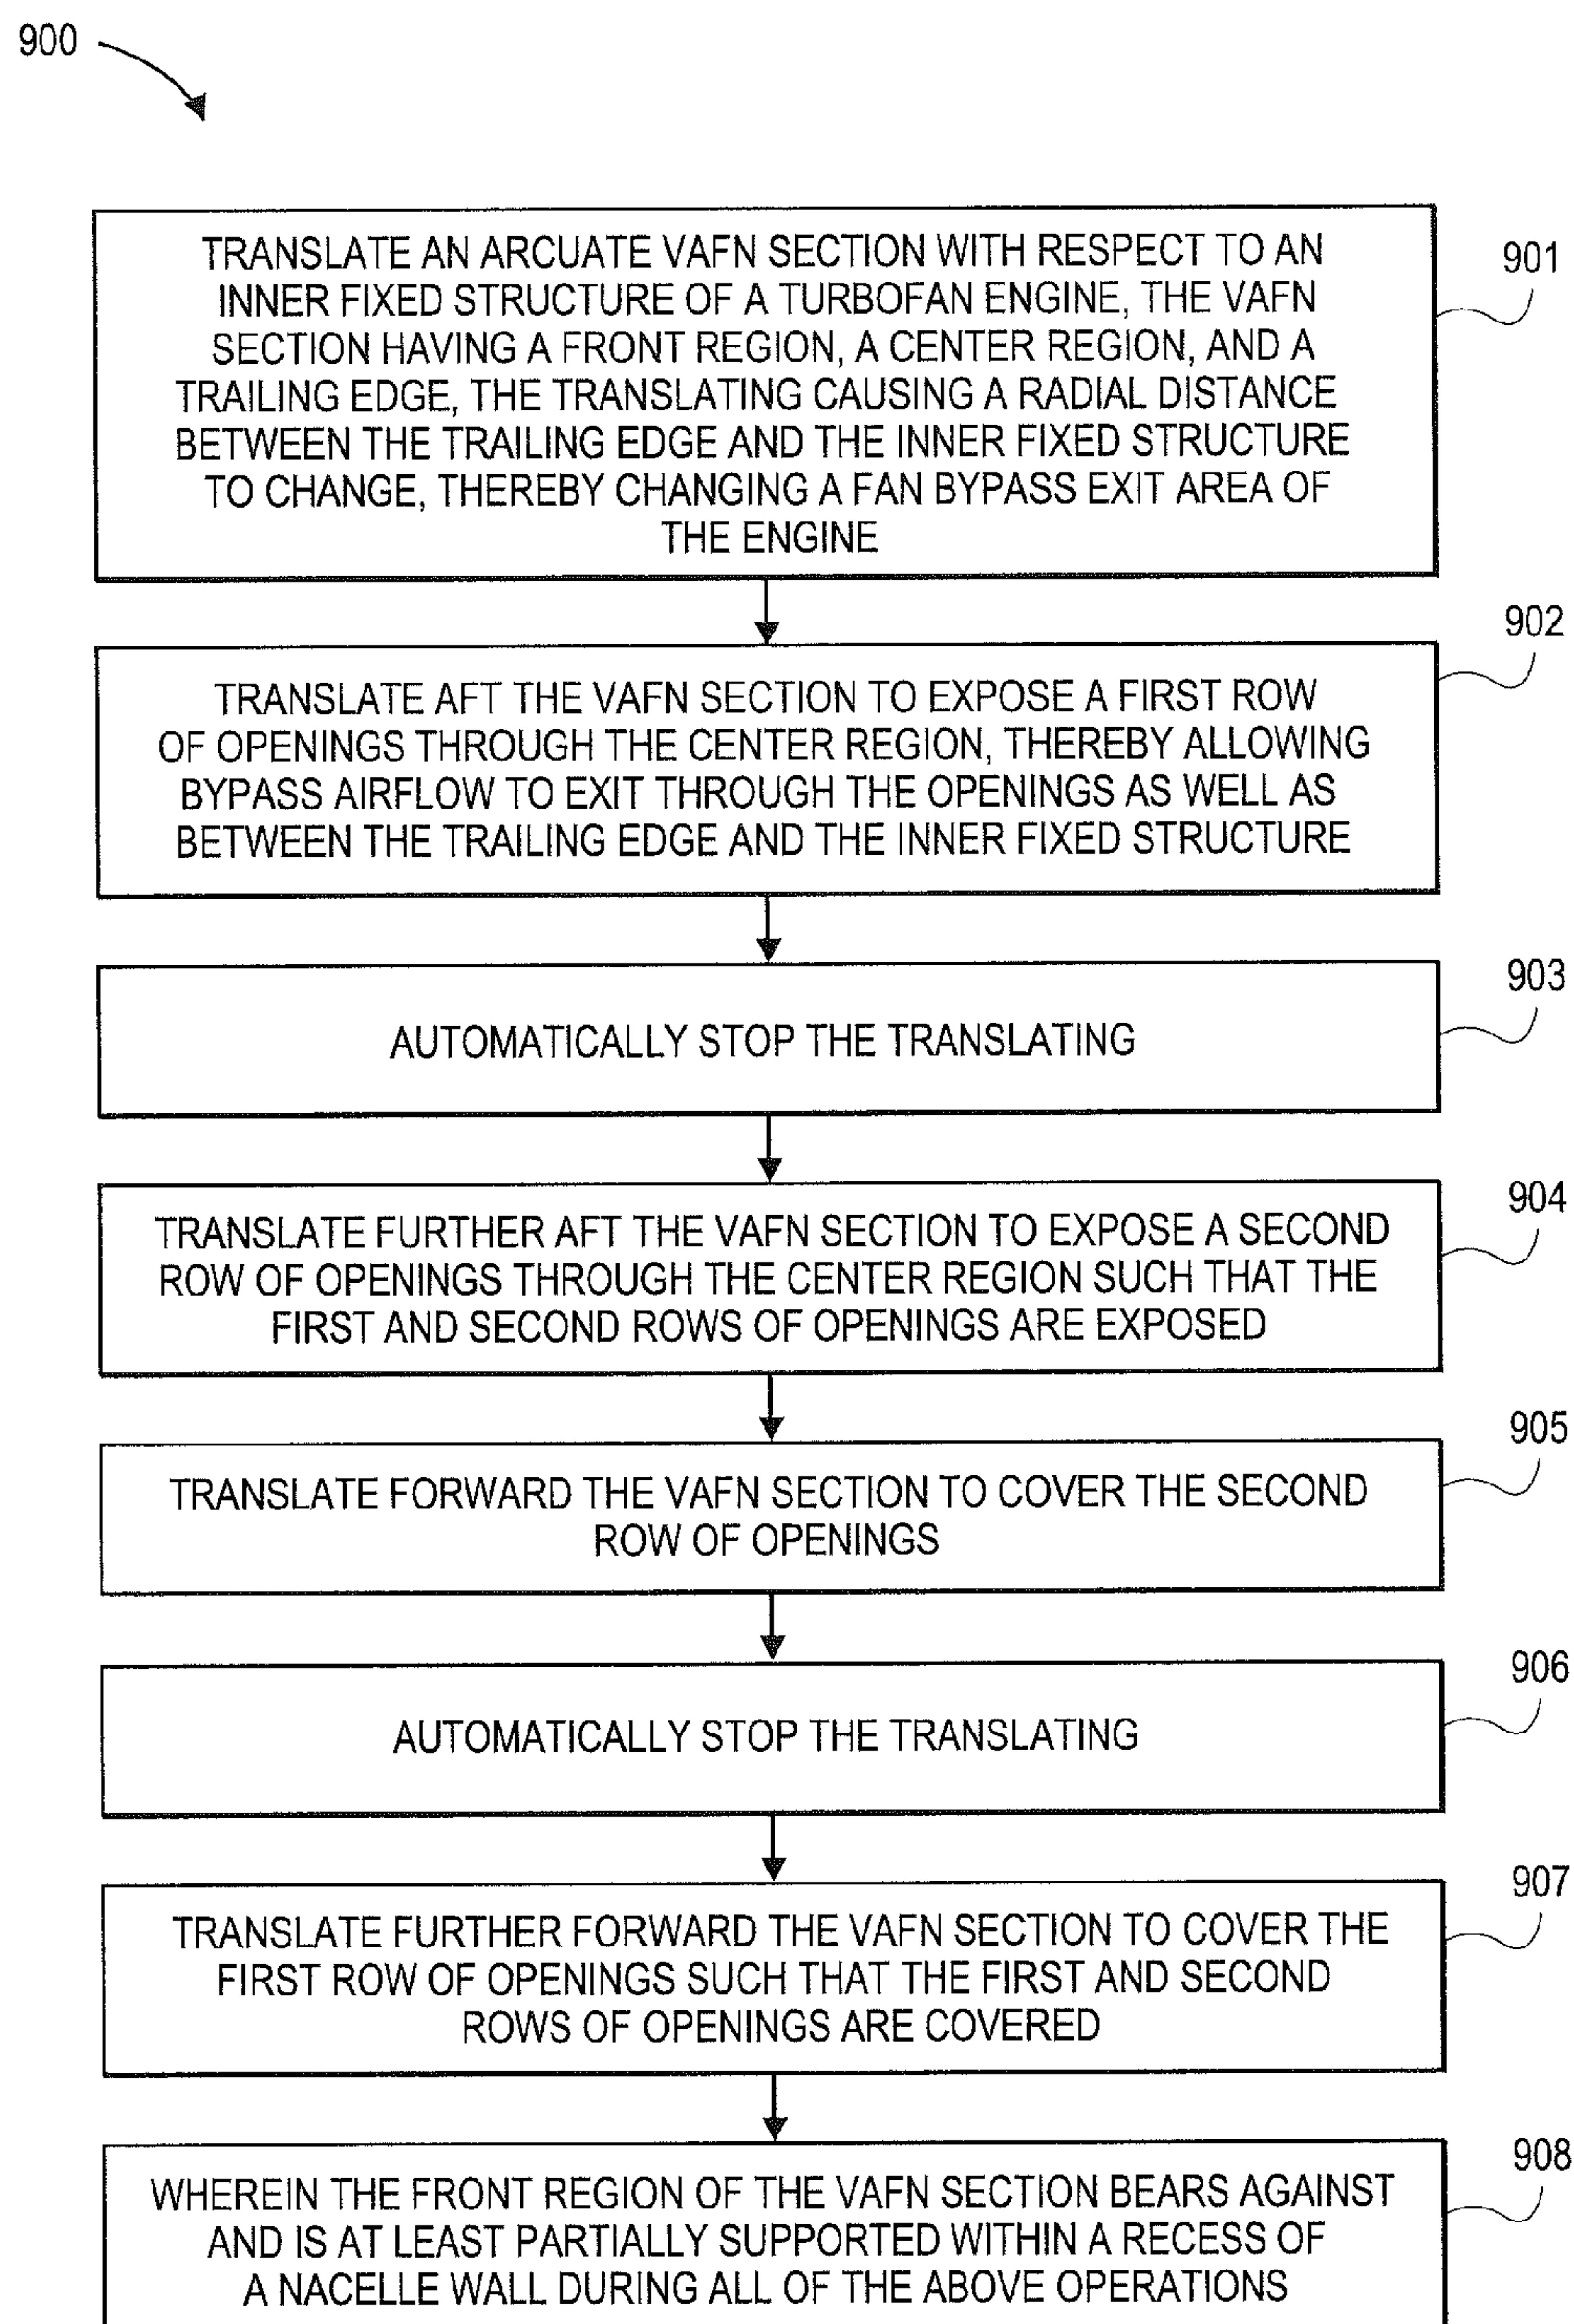 900
TRANSLATE AN ARCUATE VAFN SECTION WITH RESPECT TO AN
INNER FIXED STRUCTURE OF A TURBOFAN ENGINE, THE VAFN
SECTION HAVING A FRONT REGION, A CENTER REGION, AND A
TRAILING EDGE, THE TRANSLATING CAUSING A RADIAL DISTANCE
BETWEEN THE TRAILING EDGE AND THE INNER FIXED STRUCTURE
TO CHANGE, THEREBY CHANGING A FAN BYPASS EXIT AREA OF
THE ENGINE
901
TRANSLATE AFT THE VAFN SECTION TO EXPOSE A FIRST ROW
OF OPENINGS THROUGH THE CENTER REGION, THEREBY ALLOWING
BYPASS AIRFLOW TO EXIT THROUGH THE OPENINGS AS WELL AS
BETWEEN THE TRAILING EDGE AND THE INNER FIXED STRUCTURE
902
AUTOMATICALLY STOP THE TRANSLATING
903
TRANSLATE FURTHER AFT THE VAFN SECTION TO EXPOSE A SECOND
ROW OF OPENINGS THROUGH THE CENTER REGION SUCH THAT THE
FIRST AND SECOND ROWS OF OPENINGS ARE EXPOSED
904
TRANSLATE FORWARD THE VAFN SECTION TO COVER THE SECOND
ROW OF OPENINGS
905
AUTOMATICALLY STOP THE TRANSLATING
906
TRANSLATE FURTHER FORWARD THE VAFN SECTION TO COVER THE
FIRST ROW OF OPENINGS SUCH THAT THE FIRST AND SECOND
ROWS OF OPENINGS ARE COVERED
907
WHEREIN THE FRONT REGION OF THE VAFN SECTION BEARS AGAINST
AND IS AT LEAST PARTIALLY SUPPORTED WITHIN A RECESS OF
A NACELLE WALL DURING ALL OF THE ABOVE OPERATIONS
908